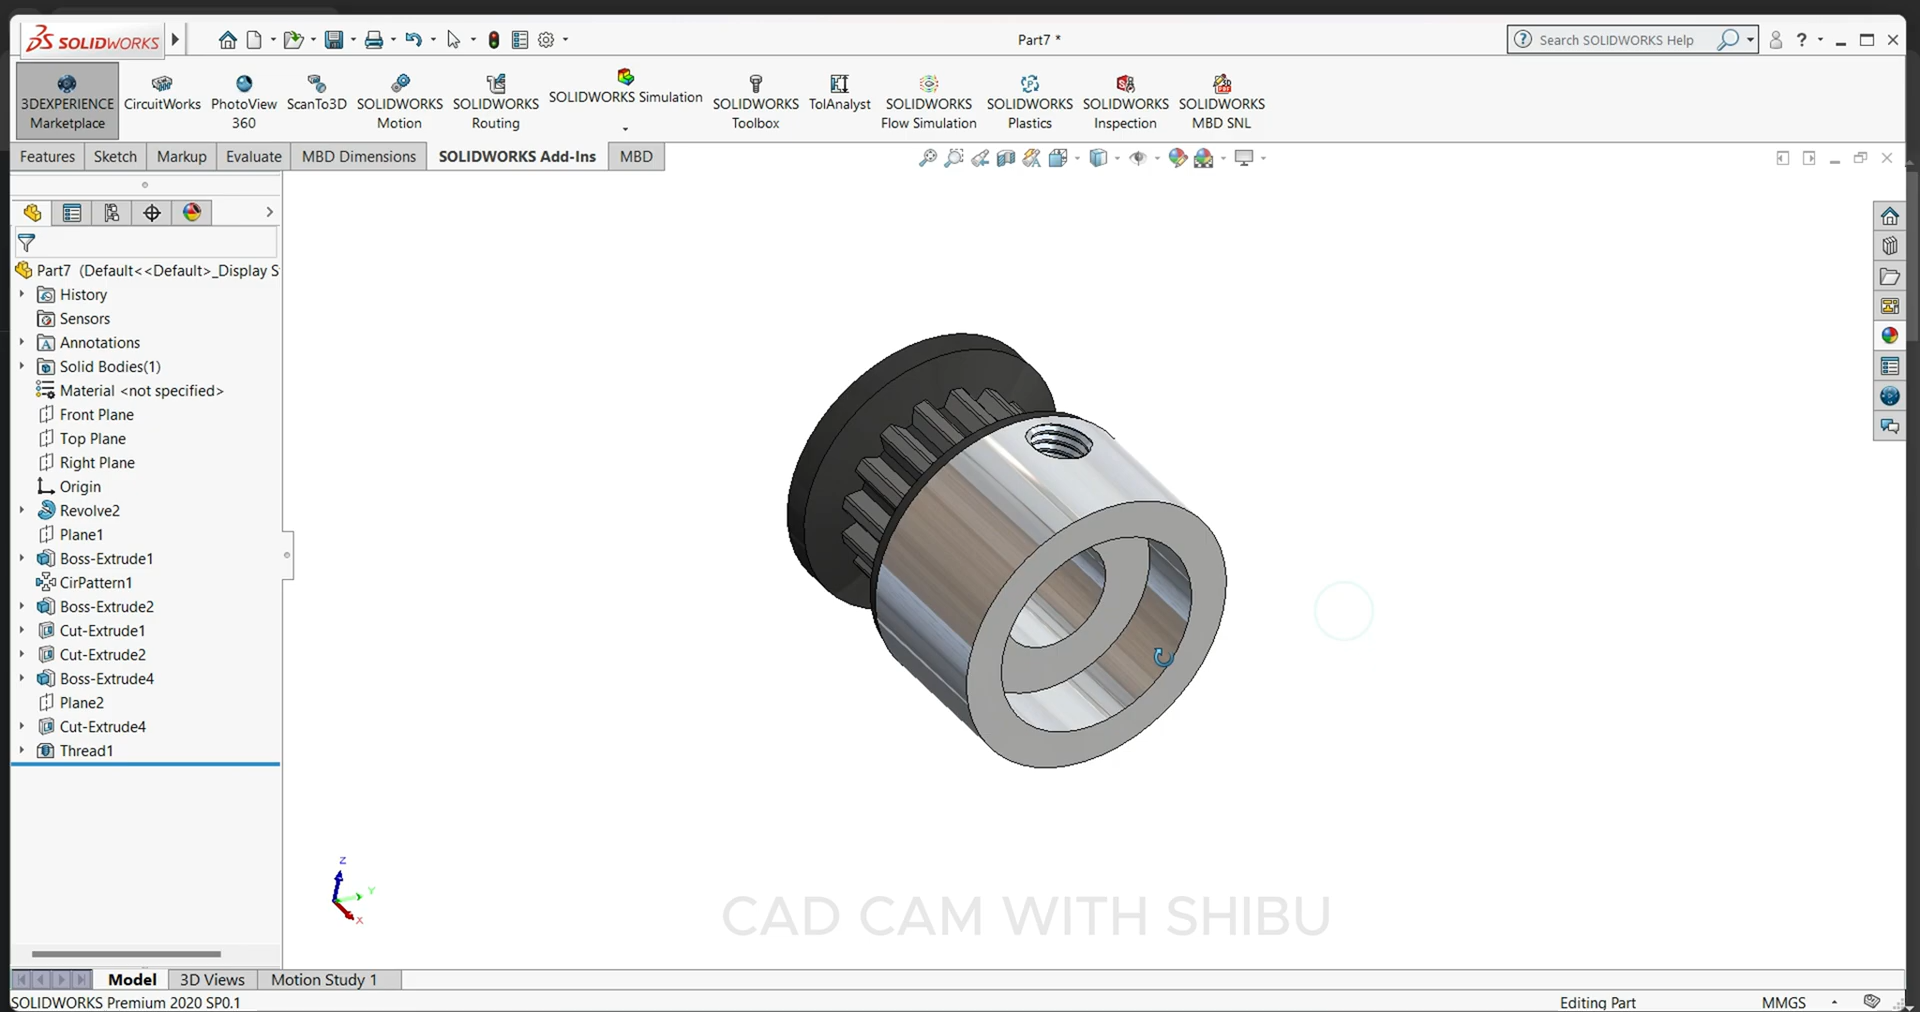 SOLIDWORKS
Part7 *
Search SOLIDWORKS Help
3DEXPERIENCE Marketplace
CircuitWorks
PhotoView 360
ScanTo3D
SOLIDWORKS Motion
SOLIDWORKS Routing
SOLIDWORKS Simulation
SOLIDWORKS Toolbox
TolAnalyst
SOLIDWORKS Flow Simulation
SOLIDWORKS Plastics
SOLIDWORKS Inspection
SOLIDWORKS MBD SNL
Features
Sketch
Markup
Evaluate
MBD Dimensions
SOLIDWORKS Add-Ins
MBD
Part7 (Default<<Default>_Display S
History
Sensors
Annotations
Solid Bodies(1)
Material <not specified>
Front Plane
Top Plane
Right Plane
Origin
Revolve2
Plane1
Boss-Extrude1
CirPattern1
Boss-Extrude2
Cut-Extrude1
Cut-Extrude2
Boss-Extrude4
Plane2
Cut-Extrude4
Thread1
Z
Y
X
CAD CAM WITH SHIBU
Model
3D Views
Motion Study 1
SOLIDWORKS Premium 2020 SP0.1
Editing Part
MMGS